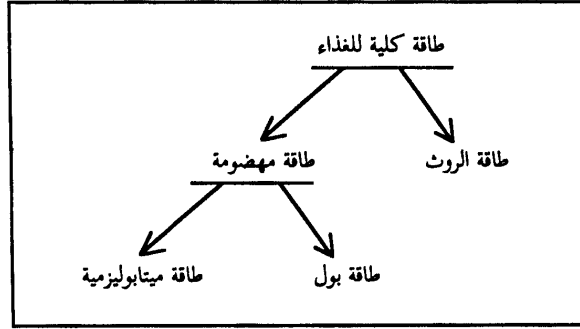 طاقة كلية للغذاء
طاقة الروث
طاقة مهضومة
طاقة بول
طاقة ميتابوليزمية